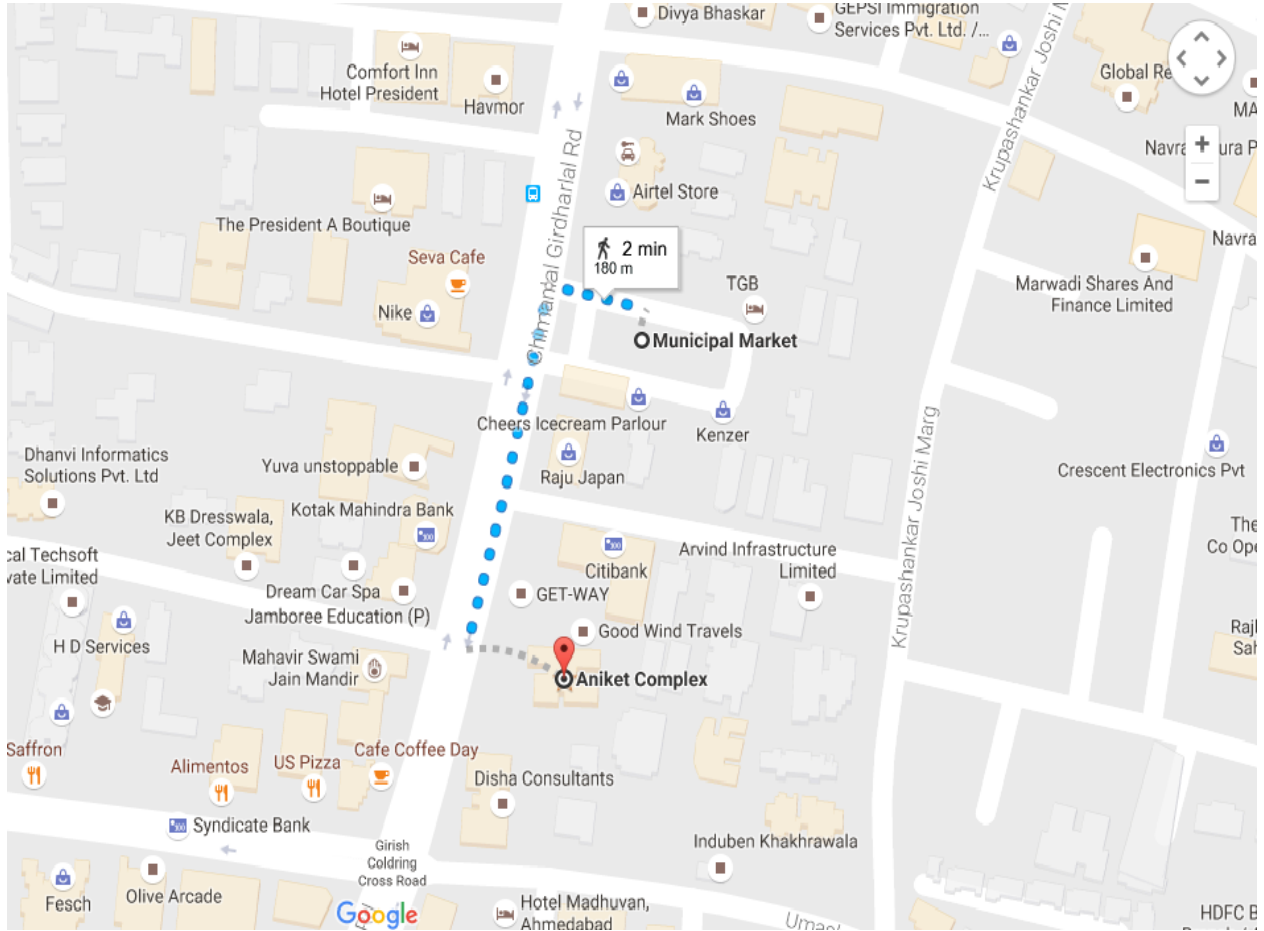 Divya Bhaskar
GEPSI Immigration
Services Pvt. Ltd. /...
Comfort Inn
Hotel President
Havmor
Mark Shoes
Global Re
MA
Krupashankar Joshi M
Navra
ura P
Airtel Store
The President A Boutique
Chimanlal Girdharlal Rd
Seva Cafe
Nike
2 min
180 m
TGB
Navra
Marwadi Shares And
Finance Limited
Municipal Market
Cheers Icecream Parlour
Kenzer
Raju Japan
Yuva unstoppable
Dhanvi Informatics
Solutions Pvt. Ltd
Kotak Mahindra Bank
KB Dresswala,
Jeet Complex
Krupashankar Joshi Marg
Crescent Electronics Pvt
The
Co Ope
cal Techsoft
vate Limited
Dream Car Spa
Jamboree Education (P)
Citibank
Arvind Infrastructure
Limited
GET-WAY
Good Wind Travels
H D Services
Mahavir Swami
Jain Mandir
Aniket Complex
Rajl
Sah
Saffron
Alimentos
US Pizza
Cafe Coffee Day
Disha Consultants
Syndicate Bank
Girish
Coldring
Cross Road
Induben Khakhrawala
Fesch
Olive Arcade
Google
Hotel Madhuvan,
Ahmedabad
HDFC B